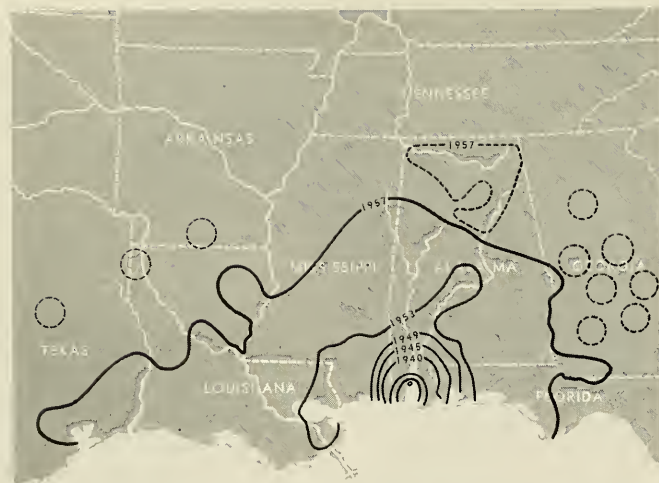 TENNESSEE
1957
ARKANSAS
1957
MISSISSIPPI
ALABAMA
GEORGIA
1953
1949
1945
1940
TEXAS
LOUISIANA
FLORIDA